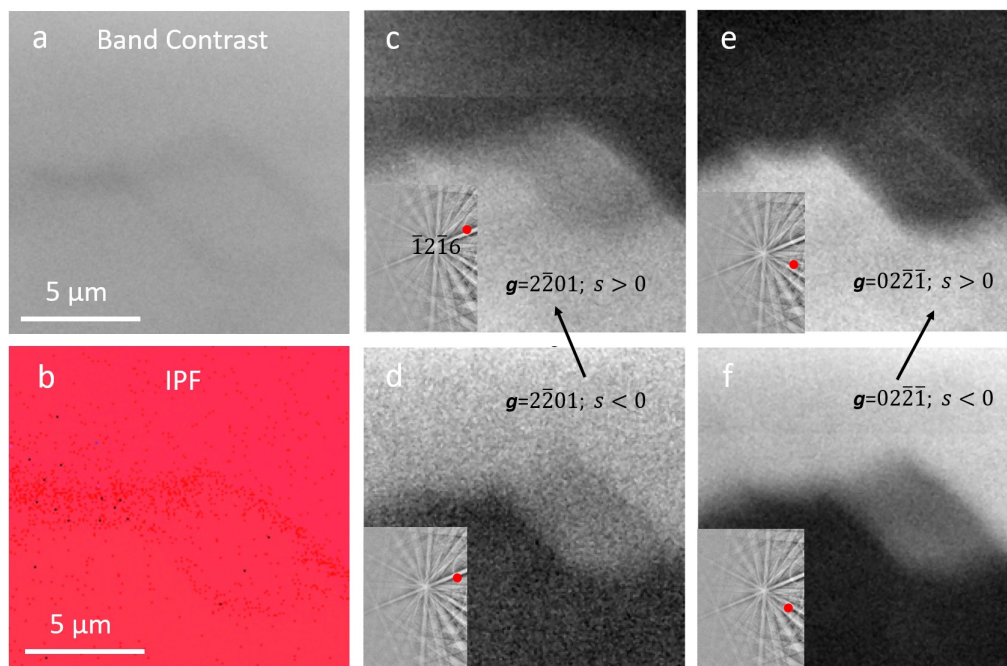 a
Band Contrast
5 μm
b
IPF
5 μm
c
1̅21̅6
g=22̅01; s > 0
d
g=22̅01; s < 0
e
g=022̅1̅; s > 0
f
g=022̅1̅; s < 0